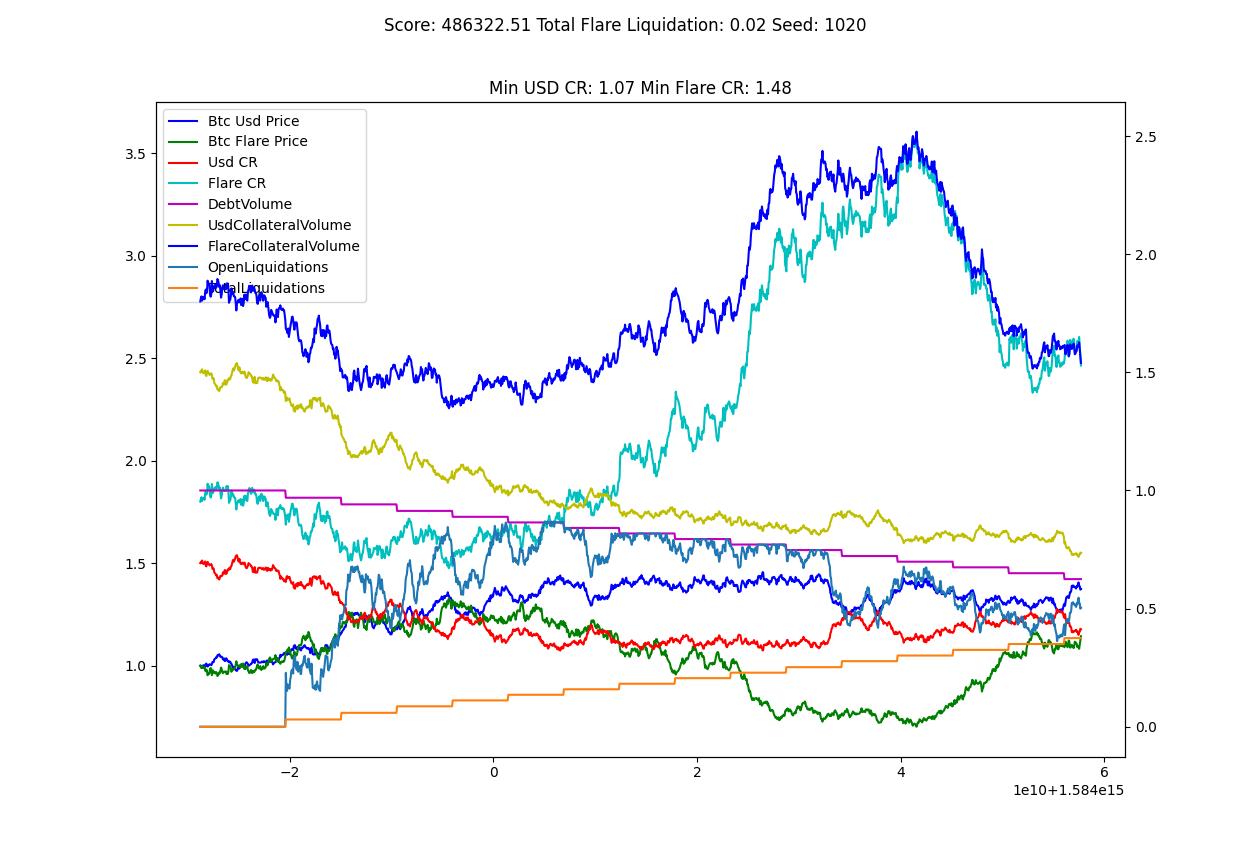 Score: 486322.51 Total Flare Liquidation: 0.02 Seed: 1020
Min USD CR: 1.07 Min Flare CR: 1.48
Btc Usd Price
Btc Flare Price
Usd CR
Flare CR
DebtVolume
UsdCollateralVolume
FlareCollateralVolume
OpenLiquidations
TotalLiquidations
3.5
3.0
2.5
2.0
1.5
1.0
2.5
2.0
1.5
1.0
0.5
0.0
−2
0
2
4
6
1e10+1.584e15